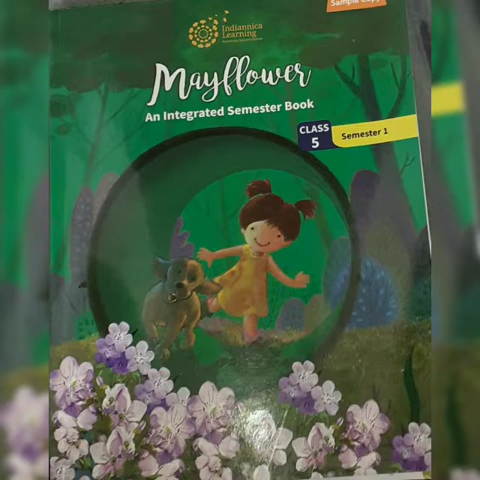 Sample Copy
Indiannica
Learning
Mayflower
An Integrated Semester Book
CLASS
5
Semester 1